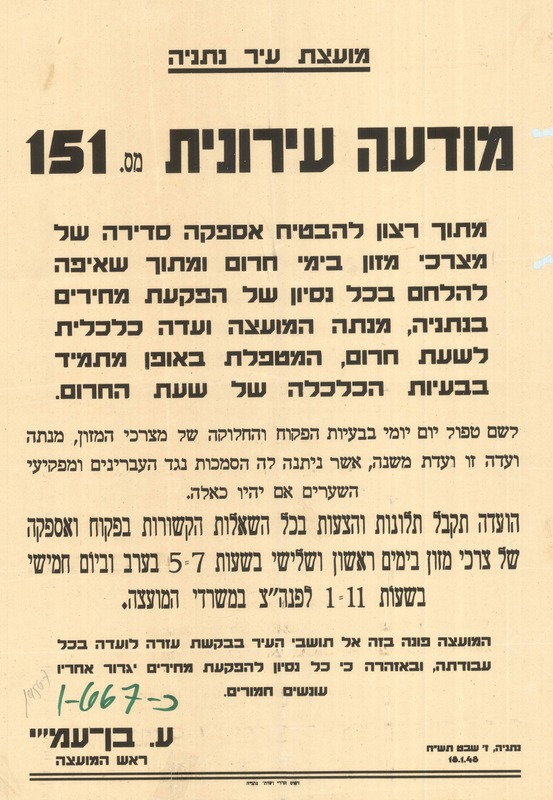 מועצת עיר נתניה
מודעה עירונית מס. 151
מתוך רצון להבטיח אספקה סדירה של
מצרכי מזון בימי חרום ומתוך שאיפה
להלחם בכל נסיון של הפקעת מחירים
בנתניה, מנתה המועצה ועדה כלכלית
לשעת חרום, המטפלת באופן מתמיד
בבעיות הכלכלה של שעת החרום.
לשם טפול יום יומי בבעיות הפקוח והחלוקה של מצרכי המזון, מנתה
ועדה זו ועדת משנה, אשר ניתנה לה הסמכות נגד העברינים ומפקיעי
השערים אם יהיו כאלה.
הועדה תקבל תלונות והצעות בכל השאלות הקשורות בפקוח ואספקה
של צרכי מזון בימים ראשון ושלישי בשעות 5-7 בערב וביום חמישי
בשעות 1-11 לפנה״צ במשרדי המועצה.
המועצה פונה בזה אל תושבי העיר בבקשת עזרה לועדה בכל
עבודתה, ובאזהרה כי כל נסיון להפקעת מחירים יגרור אחריו
עונשים חמורים.
כ-1-667
ע. בן־עמי
ראש המועצה
נתניה, ז׳ שבט תש״ח
18.1.48